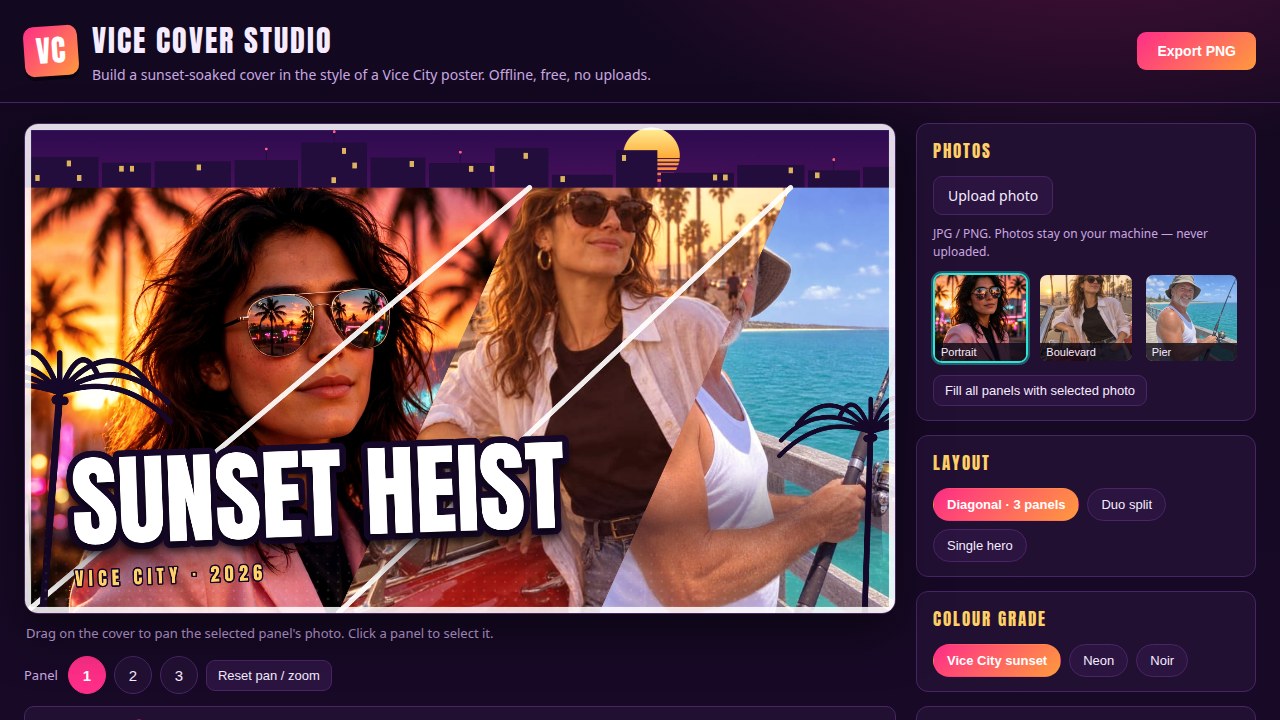 VC
VICE COVER STUDIO
Build a sunset-soaked cover in the style of a Vice City poster. Offline, free, no uploads.
Export PNG
SUNSET HEIST
VICE CITY · 2026
Drag on the cover to pan the selected panel's photo. Click a panel to select it.
Panel
1
2
3
Reset pan / zoom
PHOTOS
Upload photo
JPG / PNG. Photos stay on your machine — never
uploaded.
Portrait
Boulevard
Pier
Fill all panels with selected photo
LAYOUT
Diagonal · 3 panels
Duo split
Single hero
COLOUR GRADE
Vice City sunset
Neon
Noir